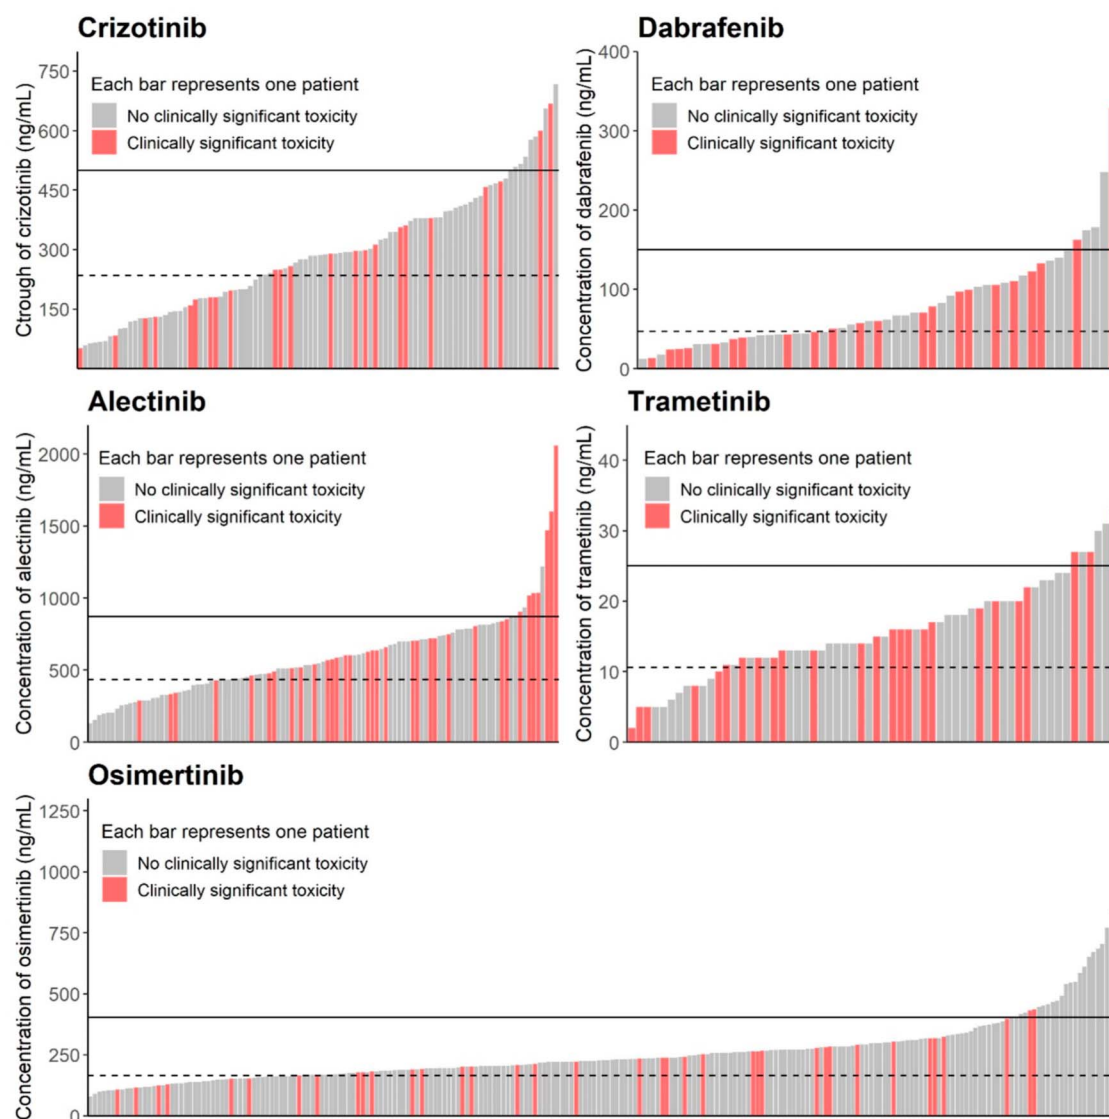 Crizotinib
Ctrough of crizotinib (ng/mL)
750
600
450
300
150
Each bar represents one patient
No clinically significant toxicity
Clinically significant toxicity
Dabrafenib
Concentration of dabrafenib (ng/mL)
400
300
200
100
0
Each bar represents one patient
No clinically significant toxicity
Clinically significant toxicity
Alectinib
Concentration of alectinib (ng/mL)
2000
1500
1000
500
0
Each bar represents one patient
No clinically significant toxicity
Clinically significant toxicity
Trametinib
Concentration of trametinib (ng/mL)
40
30
20
10
0
Each bar represents one patient
No clinically significant toxicity
Clinically significant toxicity
Osimertinib
Concentration of osimertinib (ng/mL)
1250
1000
750
500
250
0
Each bar represents one patient
No clinically significant toxicity
Clinically significant toxicity